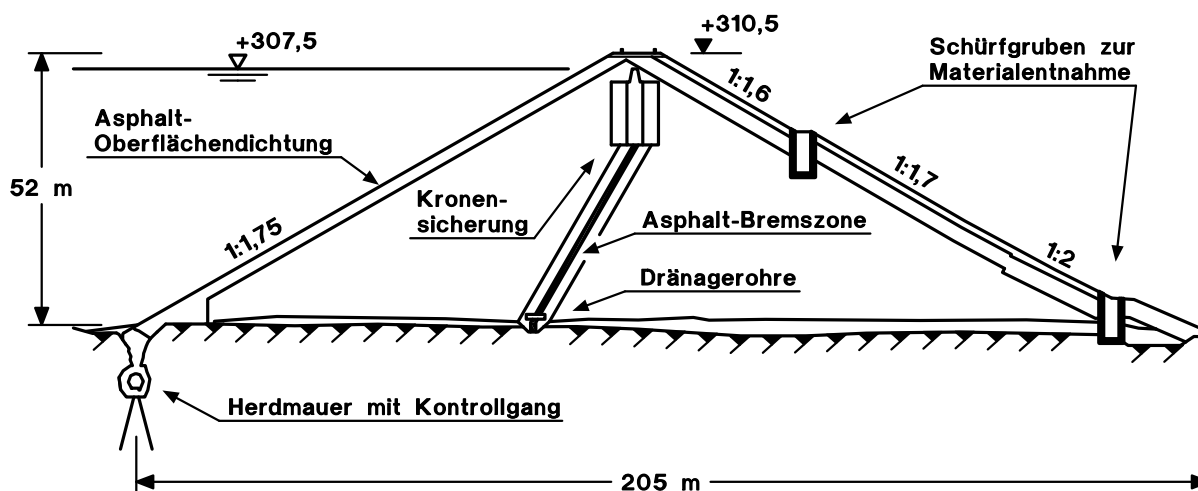 +307,5
+310,5
Schürfgruben zur
Materialentnahme
1:1,6
Asphalt-
Oberflächendichtung
52 m
1:1,7
Kronen-
sicherung
Asphalt-Bremszone
1:1,75
1:2
Dränagerohre
Herdmauer mit Kontrollgang
205 m